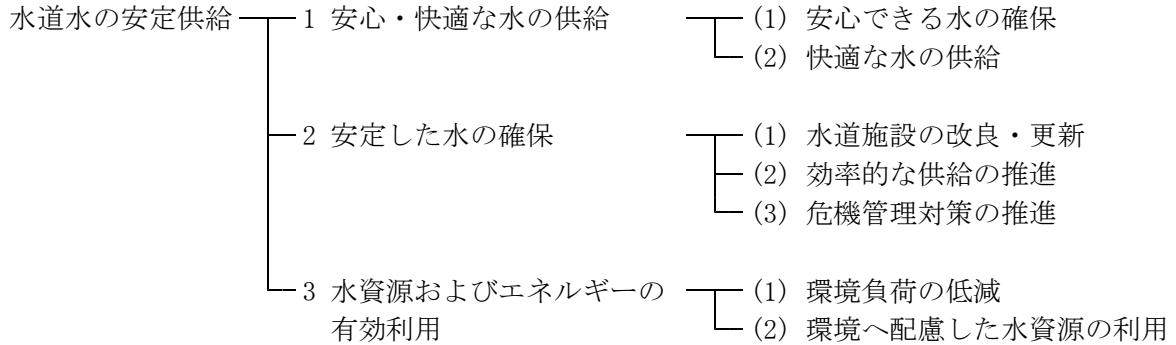 水道水の安定供給 1 安心・快適な水の供給 (1) 安心できる水の確保
(2) 快適な水の供給
2 安定した水の確保 (1) 水道施設の改良・更新
(2) 効率的な供給の推進
(3) 危機管理対策の推進
3 水資源およびエネルギーの (1) 環境負荷の低減
有効利用 (2) 環境へ配慮した水資源の利用